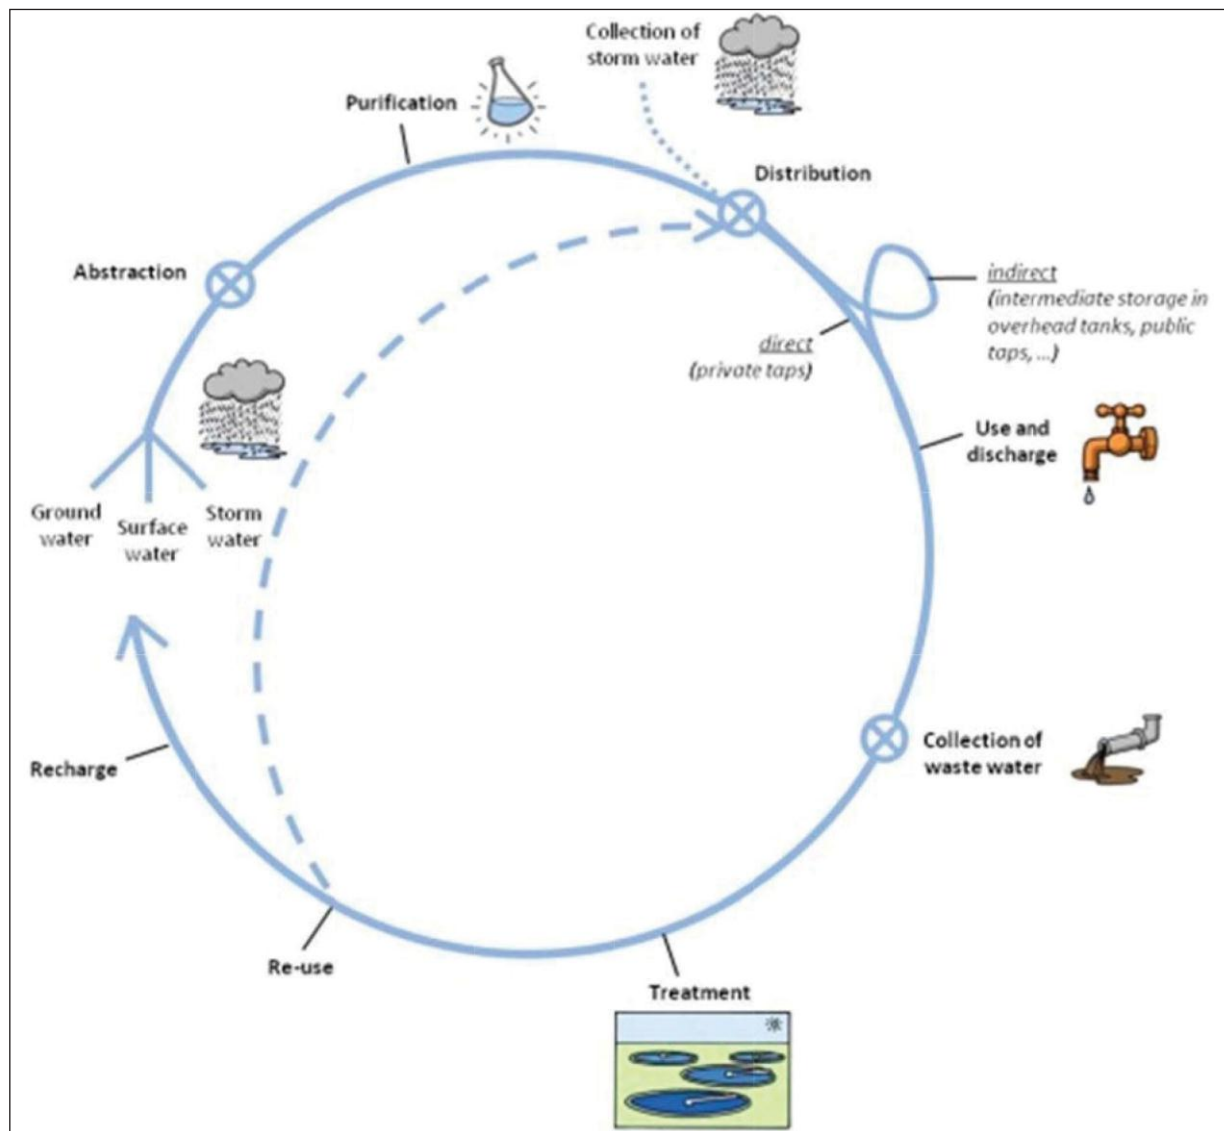 Collection of
storm water
Purification
Distribution
Abstraction
indirect
(intermediate storage in
overhead tanks, public
taps, ...)
direct
(private taps)
Use and
discharge
Ground
water
Surface
water
Storm
water
Collection of
waste water
Recharge
Re-use
Treatment